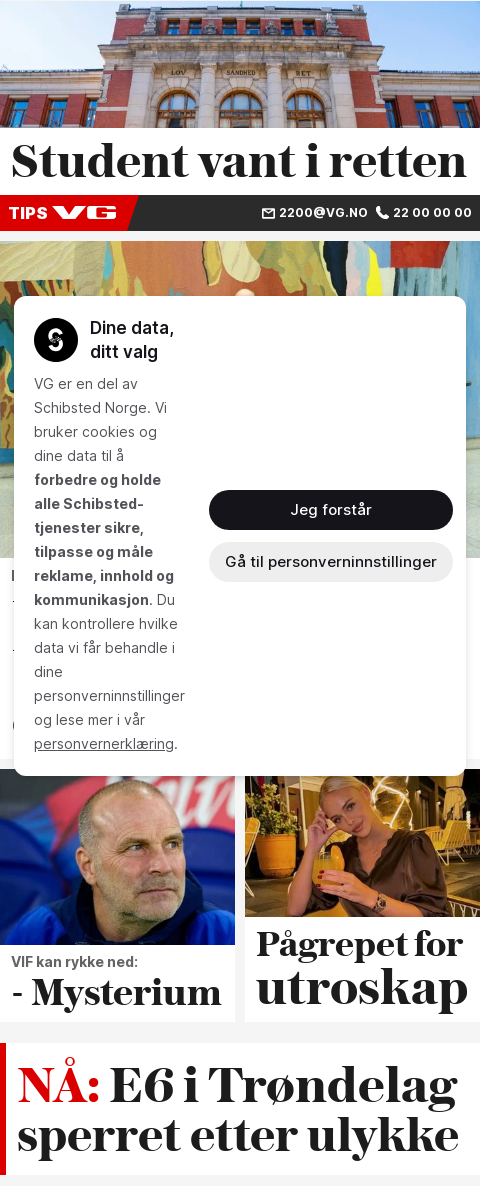 LOV SANDHED RET
Student vant i retten
TIPS VG 2200@VG.NO 22 00 00 00
Dine data,
ditt valg
VG er en del av
Schibsted Norge. Vi
bruker cookies og
dine data til å
forbedre og holde
alle Schibsted-
tjenester sikre,
tilpasse og måle
reklame, innhold og
kommunikasjon. Du
kan kontrollere hvilke
data vi får behandle i
dine
personverninnstillinger
og lese mer i vår
personvernerklæring.
Jeg forstår
Gå til personverninnstillinger
VIF kan rykke ned:
- Mysterium
Pågrepet for
utroskap
NÅ: E6 i Trøndelag
sperret etter ulykke